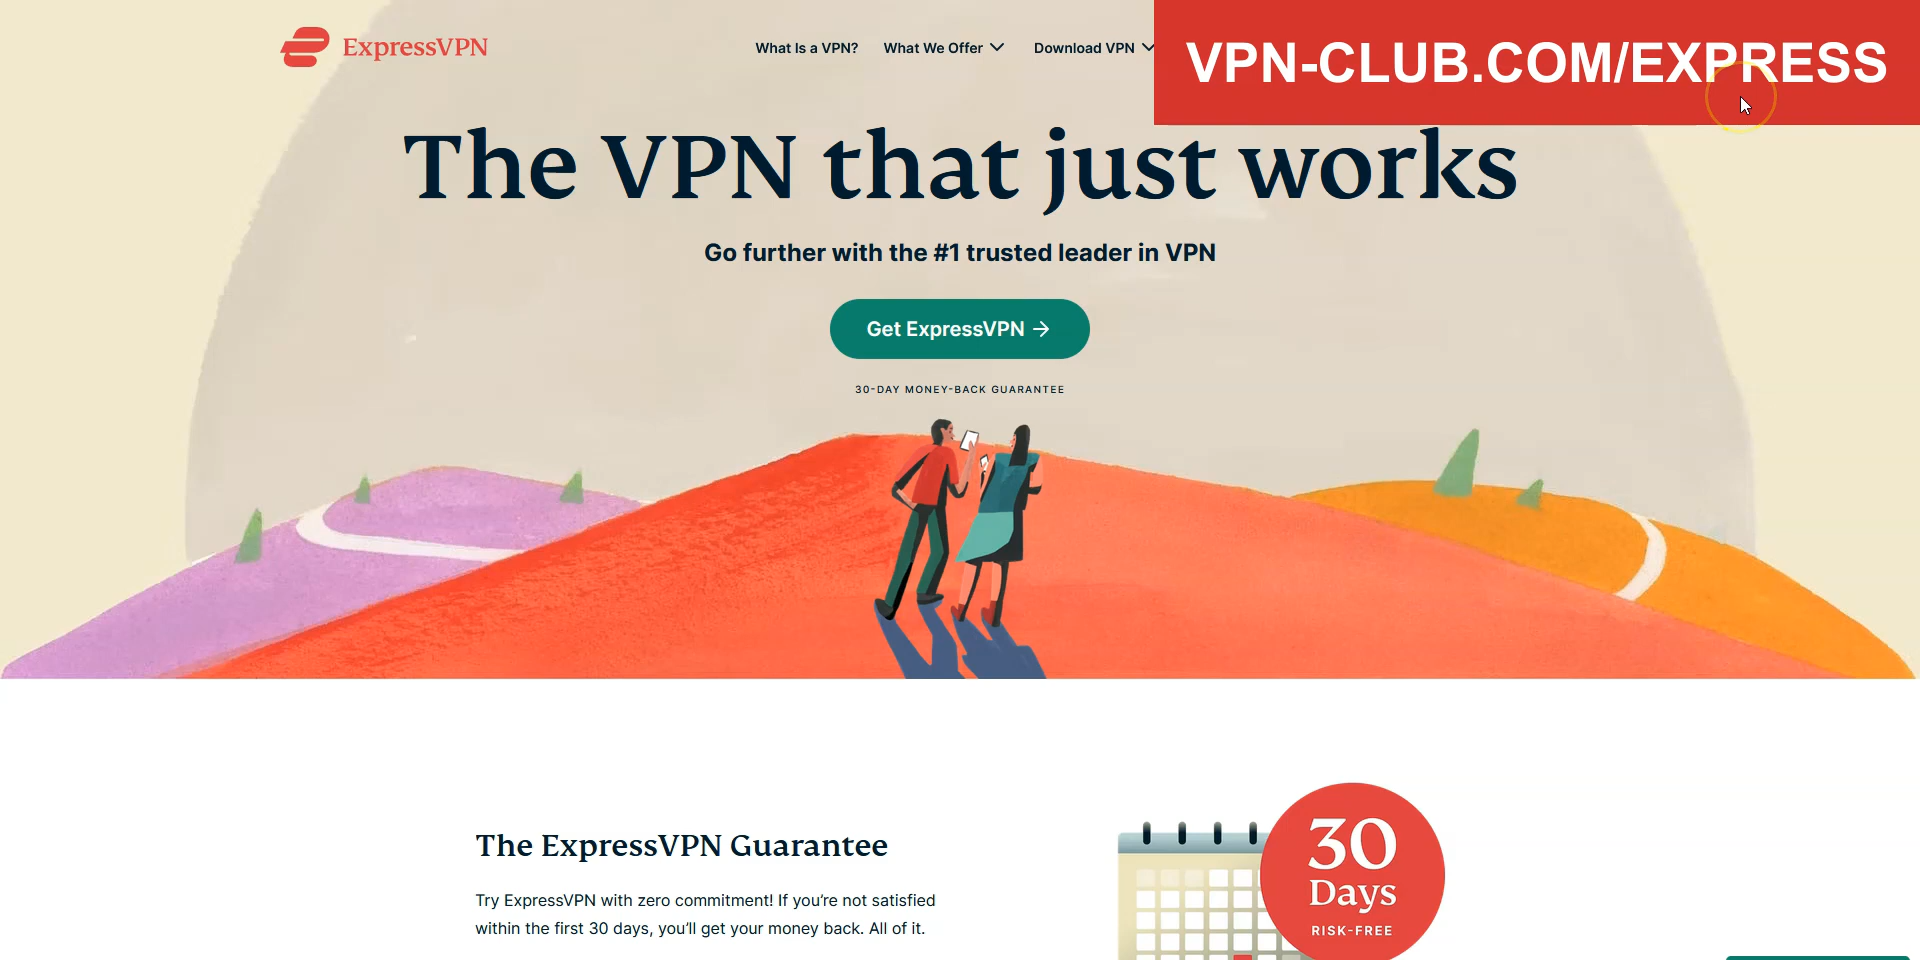 ExpressVPN
What Is a VPN?
What We Offer
Download VPN
VPN-CLUB.COM/EXPRESS
The VPN that just works
Go further with the #1 trusted leader in VPN
Get ExpressVPN →
30-DAY MONEY-BACK GUARANTEE
The ExpressVPN Guarantee
Try ExpressVPN with zero commitment! If you’re not satisfied
within the first 30 days, you’ll get your money back. All of it.
30
Days
RISK-FREE